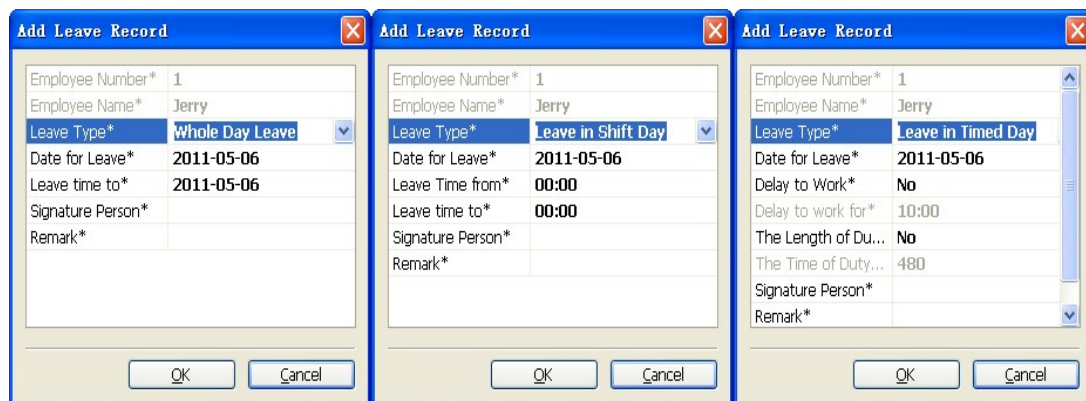 Add Leave Record
Employee Number* 1
Employee Name* Jerry
Leave Type* Whole Day Leave
Date for Leave* 2011-05-06
Leave time to* 2011-05-06
Signature Person*
Remark*
OK Cancel
Add Leave Record
Employee Number* 1
Employee Name* Jerry
Leave Type* Leave in Shift Day
Date for Leave* 2011-05-06
Leave Time from* 00:00
Leave time to* 00:00
Signature Person*
Remark*
OK Cancel
Add Leave Record
Employee Number* 1
Employee Name* Jerry
Leave Type* Leave in Timed Day
Date for Leave* 2011-05-06
Delay to Work* No
Delay to work for* 10:00
The Length of Du... No
The Time of Duty... 480
Signature Person*
Remark*
OK Cancel